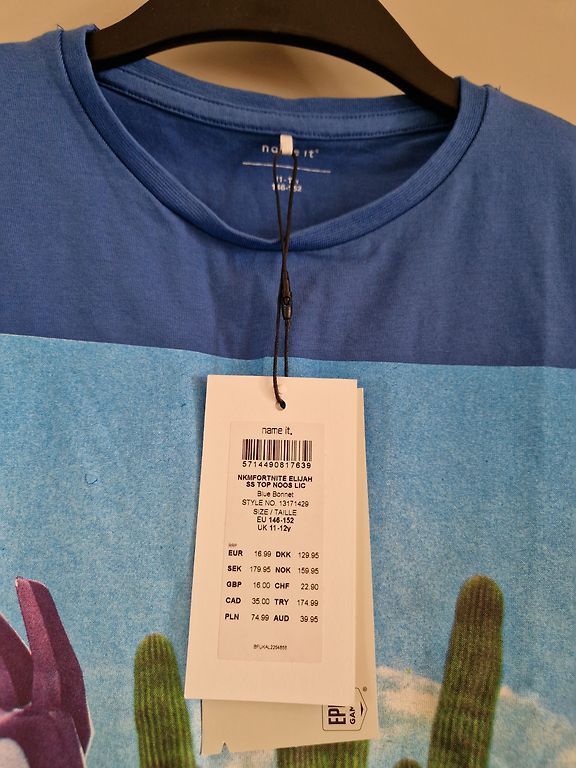 name it®
11-12y
146-152
name it.
5714490817639
NKMFORTNITE ELIJAH
SS TOP NOOS LIC
Blue Bonnet
STYLE NO. 13171429
SIZE / TAILLE
EU 146-152
UK 11-12y
RRP
EUR 16.99 DKK 129.95
SEK 179.95 NOK 159.95
GBP 16.00 CHF 22.90
CAD 35.00 TRY 174.99
PLN 74.99 AUD 39.95
®